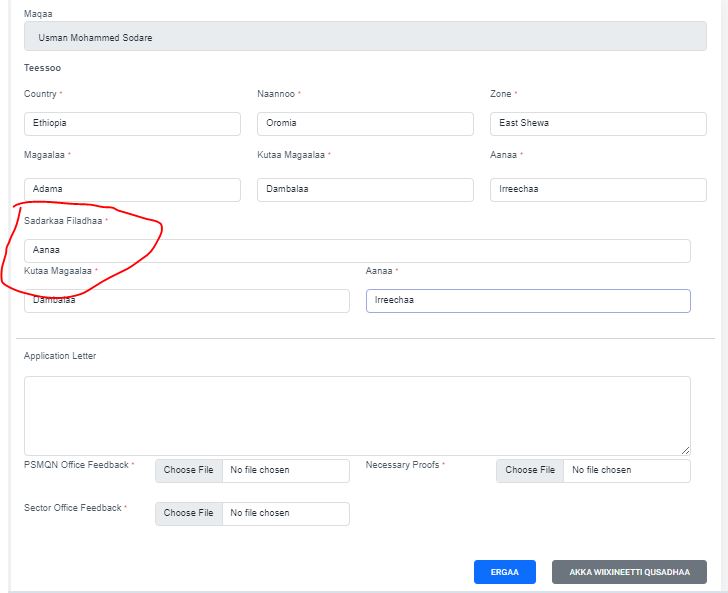 Maqaa
Usman Mohammed Sodare
Teessoo
Country * Naannoo * Zone *
Ethiopia Oromia East Shewa
Magaalaa * Kutaa Magaalaa * Aanaa *
Adama Dambalaa Irreechaa
Sadarkaa Filadhaa *
Aanaa
Kutaa Magaalaa * Aanaa *
Dambalaa Irreechaa
Application Letter
PSMQN Office Feedback * Choose File No file chosen Necessary Proofs * Choose File No file chosen
Sector Office Feedback * Choose File No file chosen
ERGAA AKKA WIIXINEETTI QUSADHAA